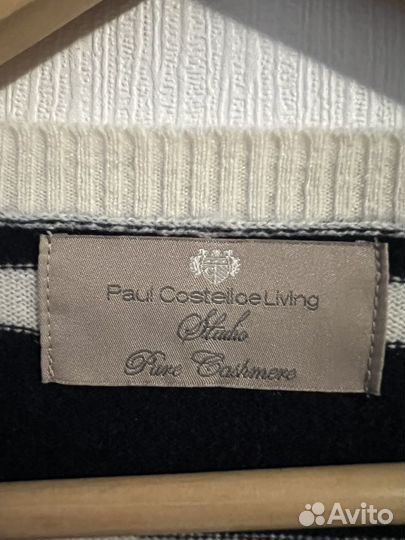 Paul Costelloe Living
Studio
Pure Cashmere
Avito